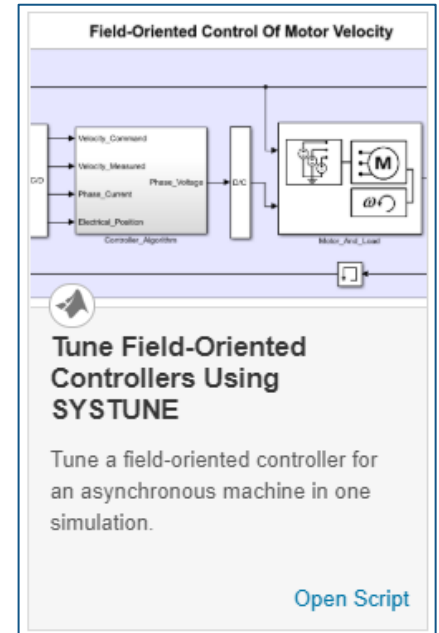 Field-Oriented Control Of Motor Velocity
Velocity_Command
Velocity_Measured
Phase_Current
Electrical_Position
Phase_Voltage
Controller_Algorithm
D/C
M
ω
Motor_And_Load
Tune Field-Oriented
Controllers Using
SYSTUNE
Tune a field-oriented controller for
an asynchronous machine in one
simulation.
Open Script